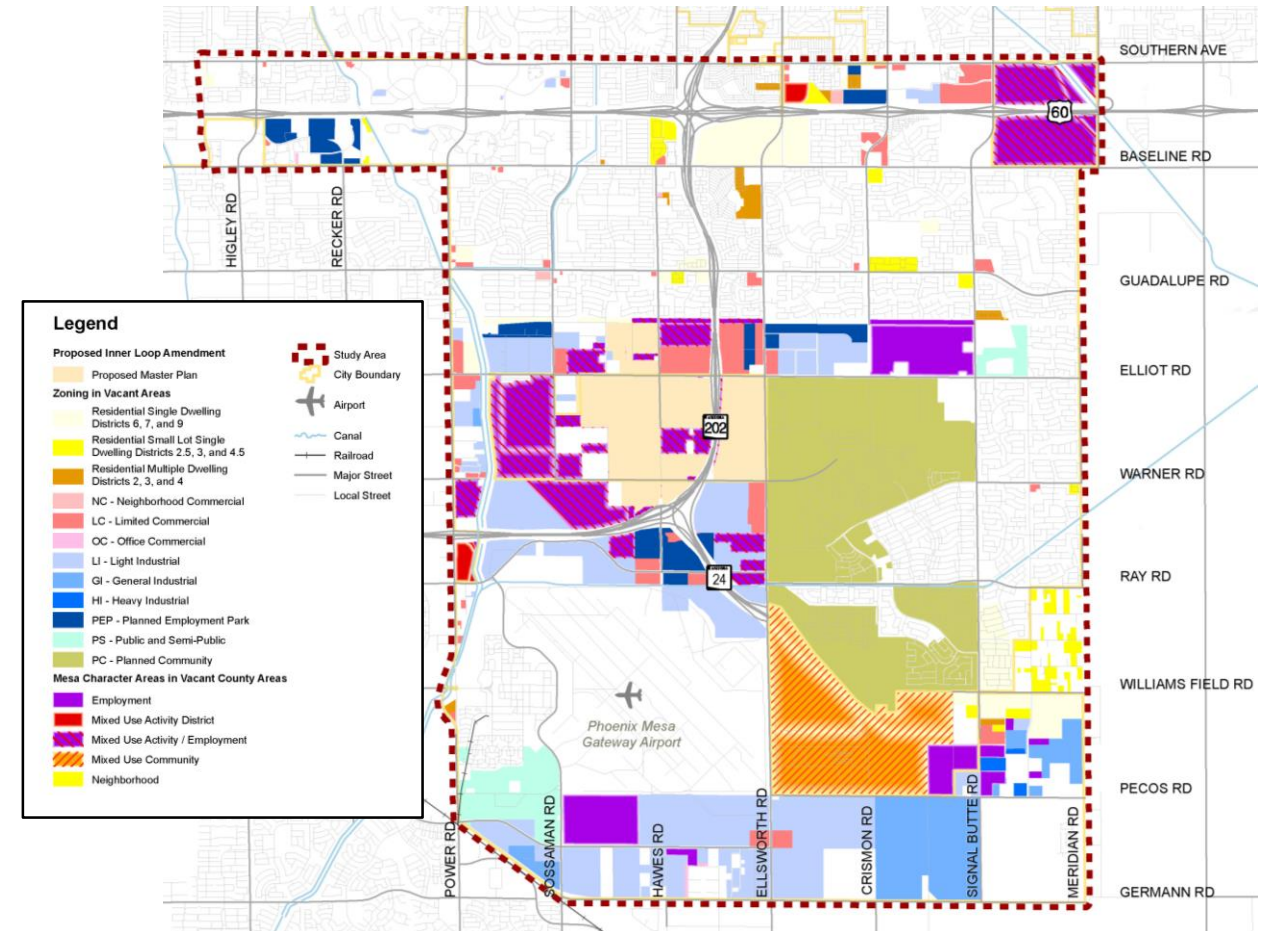 SOUTHERN AVE
60
BASELINE RD
HIGLEY RD
RECKER RD
GUADALUPE RD
ELLIOT RD
202
WARNER RD
RAY RD
24
WILLIAMS FIELD RD
Phoenix Mesa
Gateway Airport
PECOS RD
POWER RD
SOSSAMAN RD
HAWES RD
ELLSWORTH RD
CRISMON RD
SIGNAL BUTTE RD
MERIDIAN RD
GERMANN RD
Legend
Proposed Inner Loop Amendment
Proposed Master Plan
Zoning in Vacant Areas
Residential Single Dwelling
Districts 6, 7, and 9
Residential Small Lot Single
Dwelling Districts 2.5, 3, and 4.5
Residential Multiple Dwelling
Districts 2, 3, and 4
NC - Neighborhood Commercial
LC - Limited Commercial
OC - Office Commercial
LI - Light Industrial
GI - General Industrial
HI - Heavy Industrial
PEP - Planned Employment Park
PS - Public and Semi-Public
PC - Planned Community
Mesa Character Areas in Vacant County Areas
Employment
Mixed Use Activity District
Mixed Use Activity / Employment
Mixed Use Community
Neighborhood
Study Area
City Boundary
Airport
Canal
Railroad
Major Street
Local Street